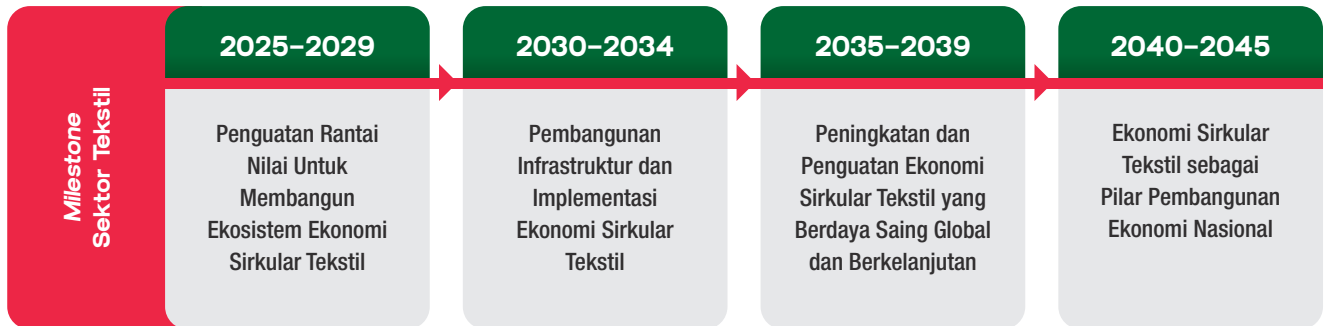 Milestone
Sektor Tekstil
2025–2029
Penguatan Rantai
Nilai Untuk
Membangun
Ekosistem Ekonomi
Sirkular Tekstil
2030–2034
Pembangunan
Infrastruktur dan
Implementasi
Ekonomi Sirkular
Tekstil
2035–2039
Peningkatan dan
Penguatan Ekonomi
Sirkular Tekstil yang
Berdaya Saing Global
dan Berkelanjutan
2040–2045
Ekonomi Sirkular
Tekstil sebagai
Pilar Pembangunan
Ekonomi Nasional